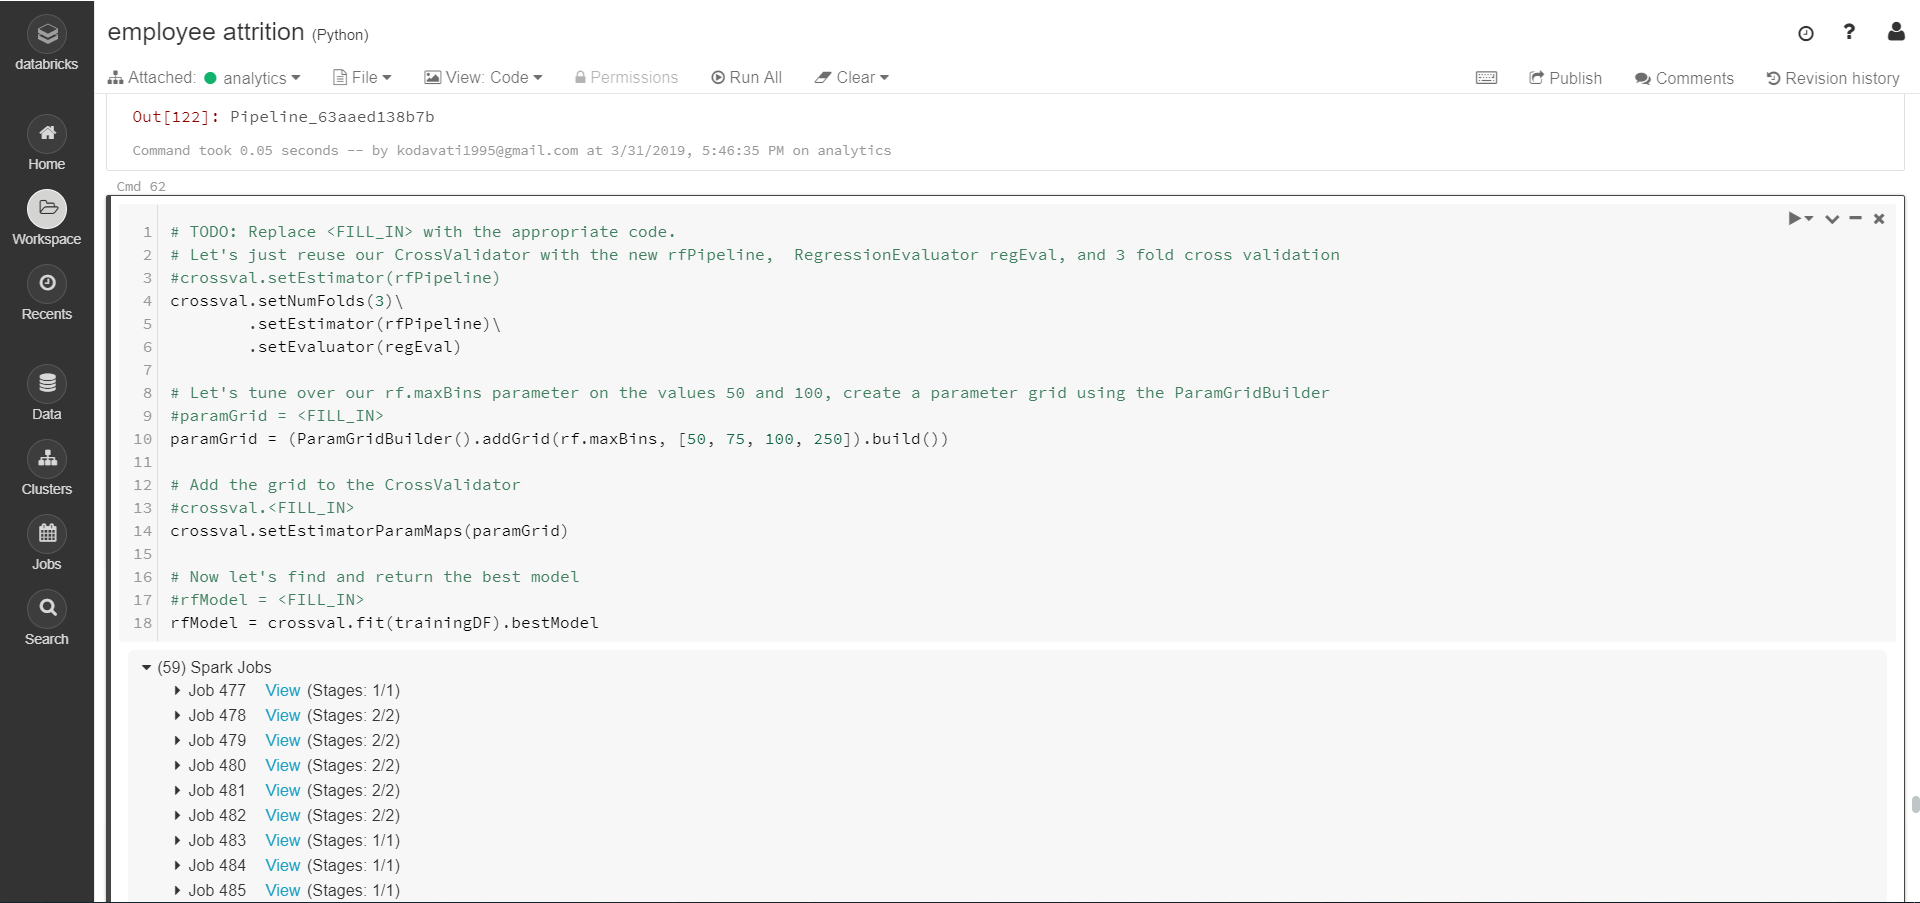 employee attrition (Python)
databricks
Attached: analytics File View: Code Permissions Run All Clear Publish Comments Revision history
Out[122]: Pipeline_63aaed138b7b
Command took 0.05 seconds -- by kodavati1995@gmail.com at 3/31/2019, 5:46:35 PM on analytics
Home
Workspace
Recents
Data
Clusters
Jobs
Search
Cmd 62
1 # TODO: Replace <FILL_IN> with the appropriate code.
2 # Let's just reuse our CrossValidator with the new rfPipeline,  RegressionEvaluator regEval, and 3 fold cross validation
3 #crossval.setEstimator(rfPipeline)
4 crossval.setNumFolds(3)\
5         .setEstimator(rfPipeline)\
6         .setEvaluator(regEval)
7
8 # Let's tune over our rf.maxBins parameter on the values 50 and 100, create a parameter grid using the ParamGridBuilder
9 #paramGrid = <FILL_IN>
10 paramGrid = (ParamGridBuilder().addGrid(rf.maxBins, [50, 75, 100, 250]).build())
11
12 # Add the grid to the CrossValidator
13 #crossval.<FILL_IN>
14 crossval.setEstimatorParamMaps(paramGrid)
15
16 # Now let's find and return the best model
17 #rfModel = <FILL_IN>
18 rfModel = crossval.fit(trainingDF).bestModel
(59) Spark Jobs
Job 477 View (Stages: 1/1)
Job 478 View (Stages: 2/2)
Job 479 View (Stages: 2/2)
Job 480 View (Stages: 2/2)
Job 481 View (Stages: 2/2)
Job 482 View (Stages: 2/2)
Job 483 View (Stages: 1/1)
Job 484 View (Stages: 1/1)
Job 485 View (Stages: 1/1)